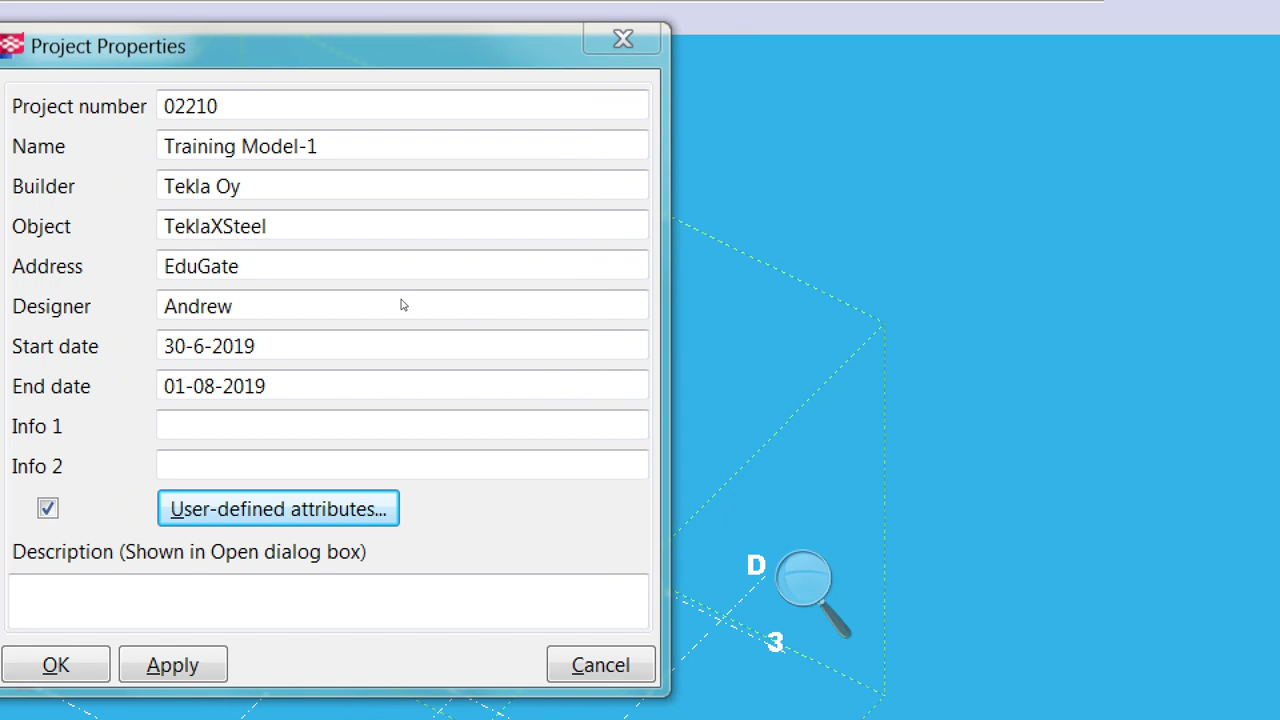 Project Properties
Project number 02210
Name Training Model-1
Builder Tekla Oy
Object TeklaXSteel
Address EduGate
Designer Andrew
Start date 30-6-2019
End date 01-08-2019
Info 1
Info 2
User-defined attributes...
Description (Shown in Open dialog box)
OK Apply Cancel
D
3